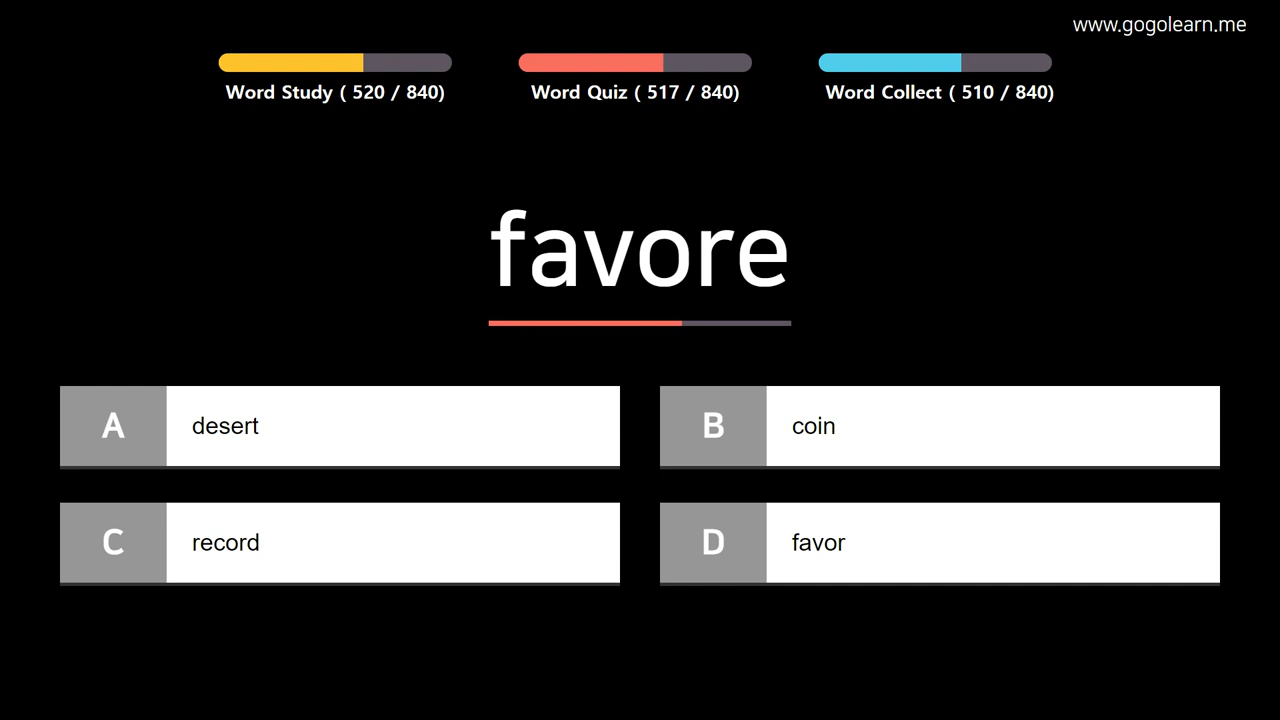 www.gogolearn.me
Word Study ( 520 / 840)
Word Quiz ( 517 / 840)
Word Collect ( 510 / 840)
favore
A desert
B coin
C record
D favor